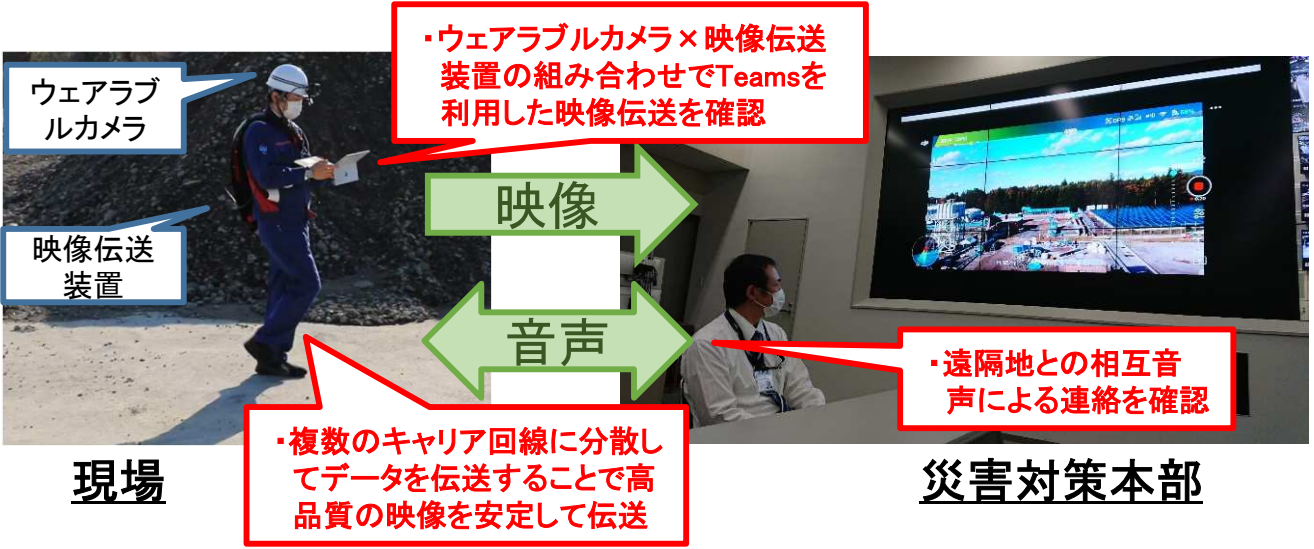 ・ウェアラブルカメラ×映像伝送
装置の組み合わせでTeamsを
利用した映像伝送を確認
ウェアラブ
ルカメラ
映像
映像伝送
装置
音声
・遠隔地との相互音
声による連絡を確認
・複数のキャリア回線に分散し
てデータを伝送することで高
品質の映像を安定して伝送
現場
災害対策本部